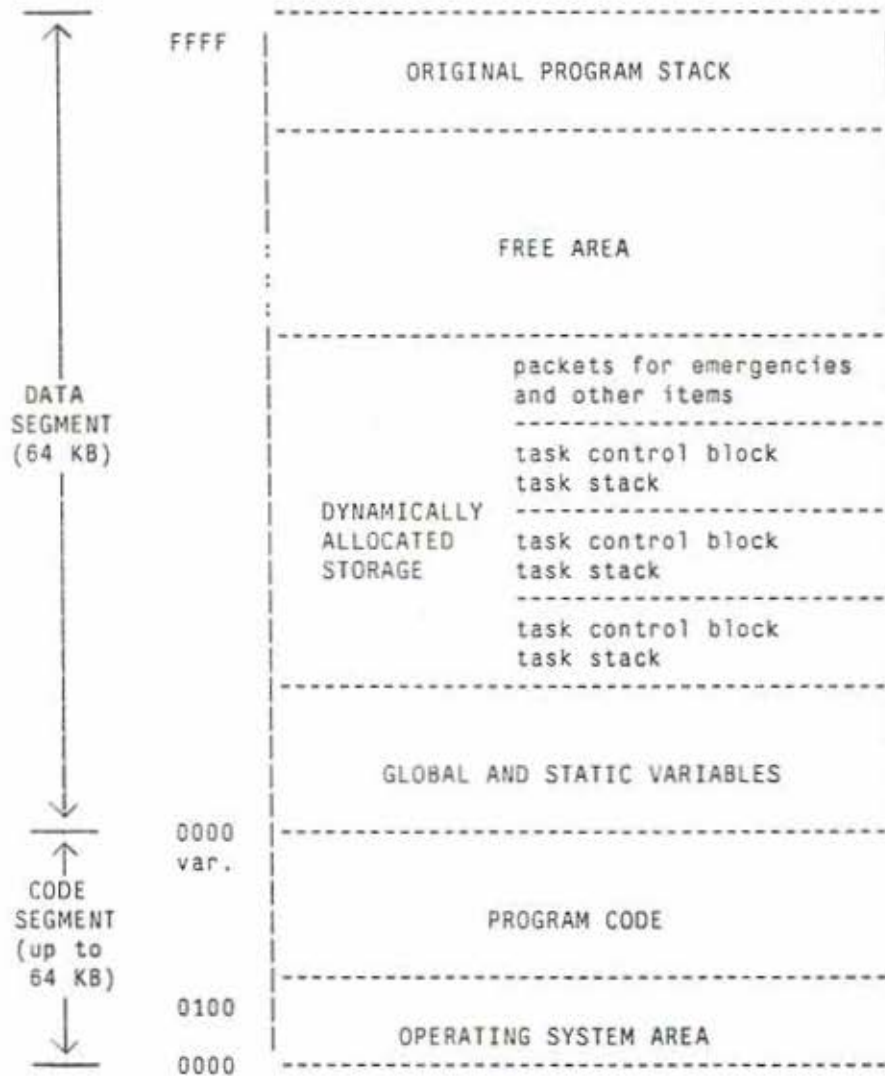 FFFF
ORIGINAL PROGRAM STACK
FREE AREA
DATA
SEGMENT
(64 KB)
DYNAMICALLY
ALLOCATED
STORAGE
packets for emergencies
and other items
task control block
task stack
task control block
task stack
task control block
task stack
GLOBAL AND STATIC VARIABLES
0000
var.
CODE
SEGMENT
(up to
64 KB)
PROGRAM CODE
0100
OPERATING SYSTEM AREA
0000